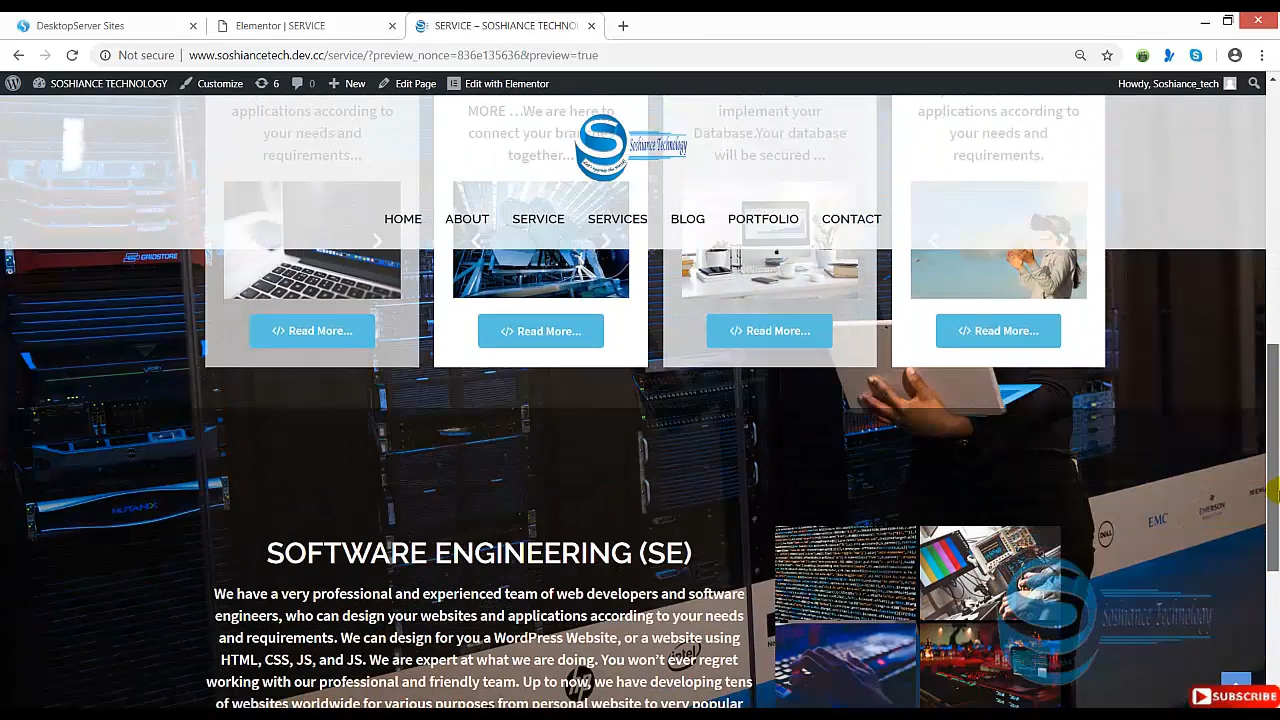 DesktopServer Sites
Elementor | SERVICE
SERVICE – SOSHIANCE TECHNOL
Not secure | www.soshiancetech.dev.cc/service/?preview_nonce=836e135636&preview=true
SOSHIANCE TECHNOLOGY
Customize
6
0
New
Edit Page
Edit with Elementor
Howdy, Soshiance_tech
applications according to
your needs and
requirements...
MORE ...We are here to
connect your
together...
implement your
Database.Your database
will be secured ...
your needs and
requirements.
Soshiance Technology
HOME ABOUT SERVICE SERVICES BLOG PORTFOLIO CONTACT
GRIDSTORE
</> Read More... </> Read More... </> Read More... </> Read More...
NUTANIX
EMC
EMERSON
DELL
SOFTWARE ENGINEERING (SE)
We have a very professional and experienced team of web developers and software
engineers, who can design your websites and applications according to your needs
and requirements. We can design for you a WordPress Website, or a website using
HTML, CSS, JS, and JS. We are expert at what we are doing. You won’t ever regret
working with our professional and friendly team. Up to now, we have developing tens
of websites worldwide for various purposes from personal website to very popular
intel
hp
Soshiance Technology
SUBSCRIBE